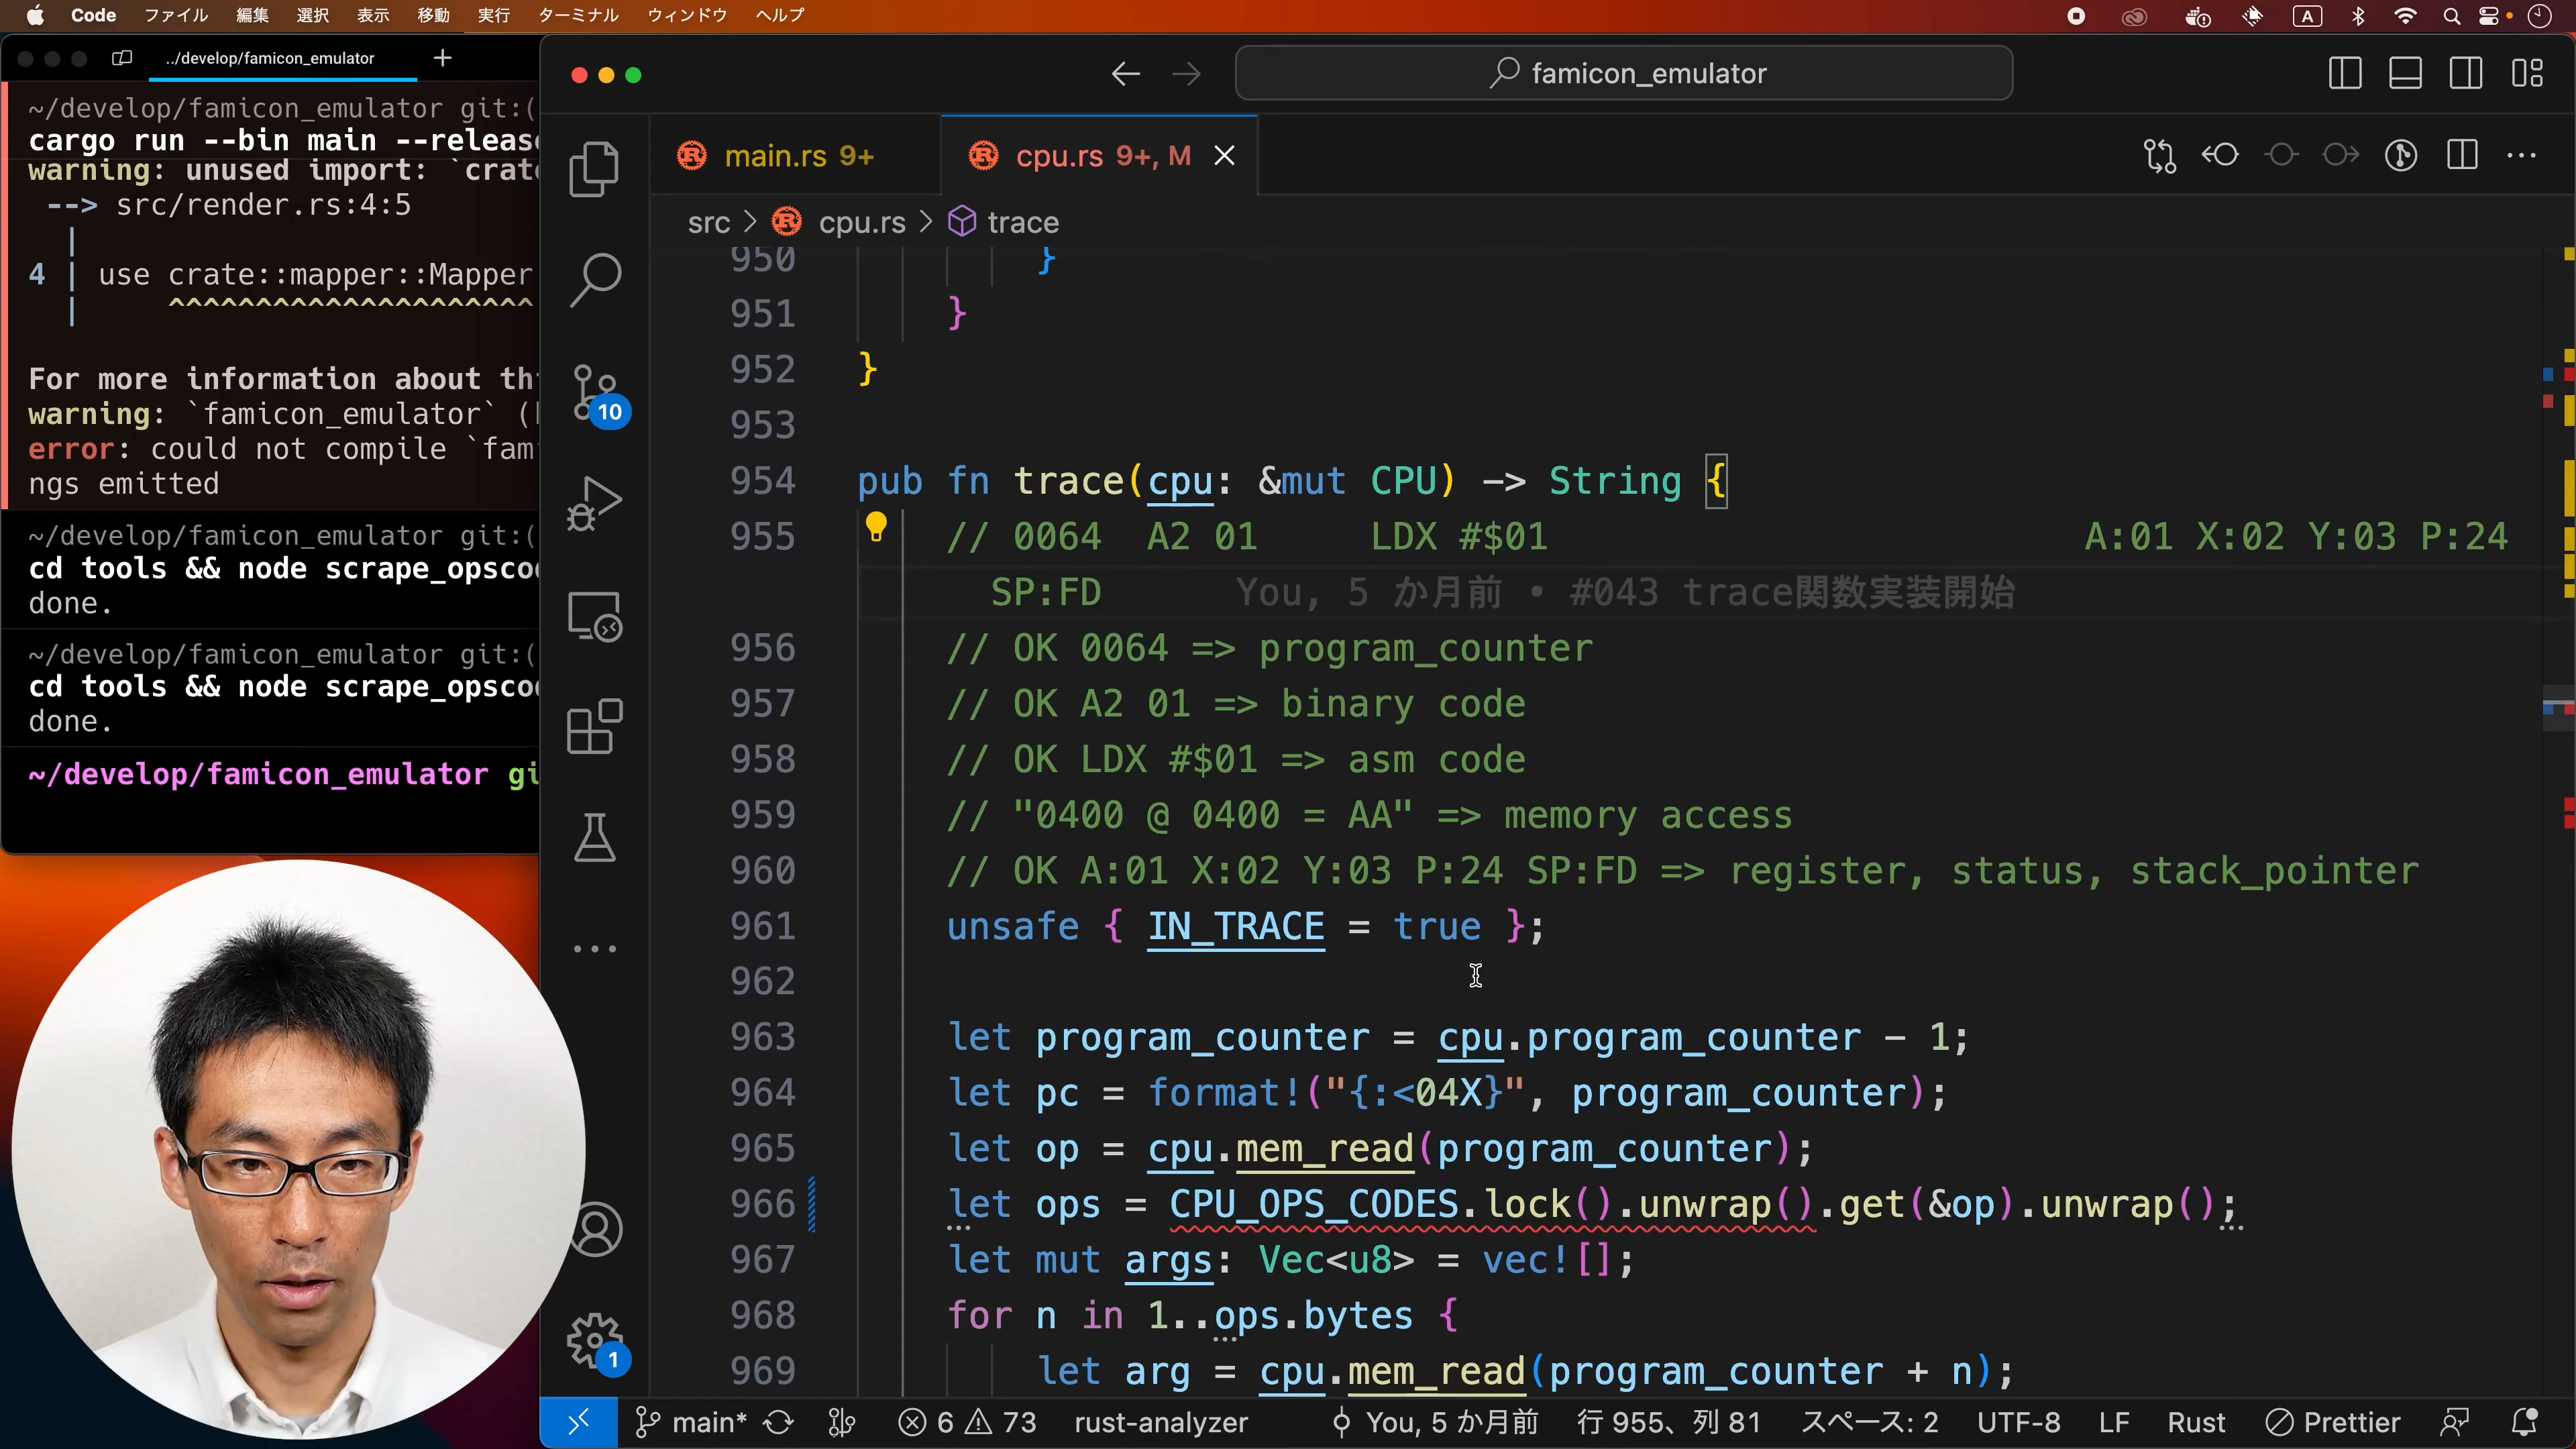 Code ファイル 編集 選択 表示 移動 実行 ターミナル ウィンドウ ヘルプ A
../develop/famicon_emulator
~/develop/famicon_emulator git:(
cargo run --bin main --release
warning: unused import: `crate
--> src/render.rs:4:5
|
4 | use crate::mapper::Mapper
| ^^^^^^^^^^^^^^^^^^^^^
|
For more information about th
warning: `famicon_emulator` (
error: could not compile `fam
ngs emitted
~/develop/famicon_emulator git:(
cd tools && node scrape_opsco
done.
~/develop/famicon_emulator git:(
cd tools && node scrape_opsco
done.
~/develop/famicon_emulator gi
famicon_emulator
main.rs 9+
cpu.rs 9+, M
src > cpu.rs > trace
10
1
950 }
951 }
952 }
953
954 pub fn trace(cpu: &mut CPU) -> String {
955 // 0064 A2 01 LDX #$01 A:01 X:02 Y:03 P:24
SP:FD You, 5 か月前 • #043 trace関数実装開始
956 // OK 0064 => program_counter
957 // OK A2 01 => binary code
958 // OK LDX #$01 => asm code
959 // "0400 @ 0400 = AA" => memory access
960 // OK A:01 X:02 Y:03 P:24 SP:FD => register, status, stack_pointer
961 unsafe { IN_TRACE = true };
962
963 let program_counter = cpu.program_counter - 1;
964 let pc = format!("{:<04X}", program_counter);
965 let op = cpu.mem_read(program_counter);
966 let ops = CPU_OPS_CODES.lock().unwrap().get(&op).unwrap();
967 let mut args: Vec<u8> = vec![];
968 for n in 1..ops.bytes {
969 let arg = cpu.mem_read(program_counter + n);
main* 6 73 rust-analyzer You, 5 か月前 行 955、列 81 スペース: 2 UTF-8 LF Rust Prettier